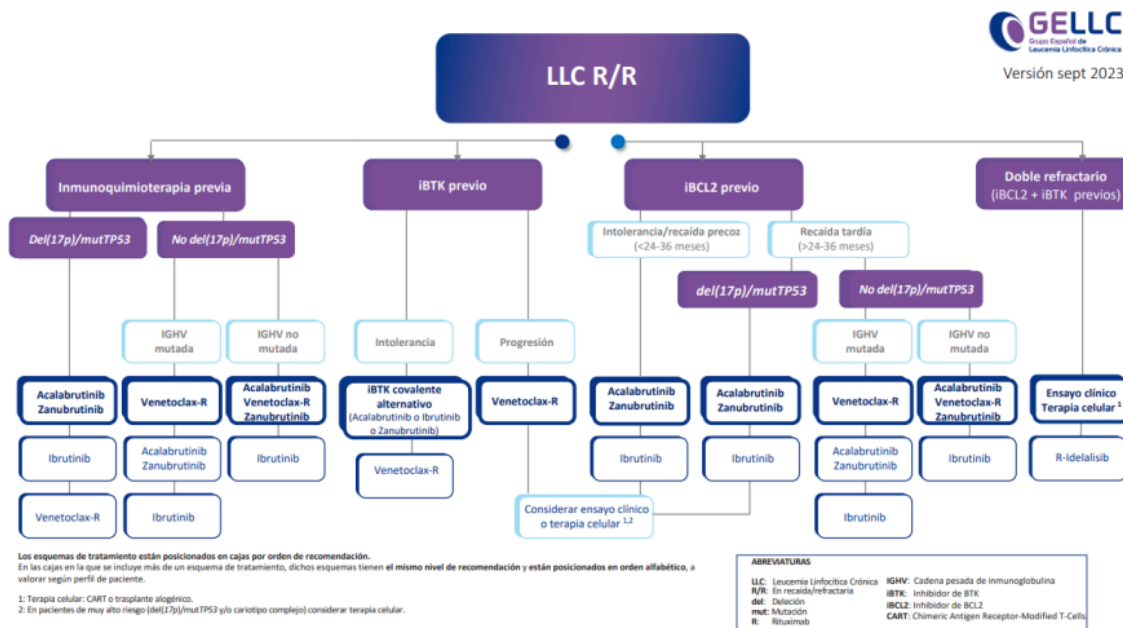 GELLC
Grupo Español de
Leucemia Linfocítica Crónica
Versión sept 2023
LLC R/R
Inmunoquimioterapia previa
iBTK previo
iBCL2 previo
Doble refractario
(iBCL2 + iBTK previos)
Del(17p)/mutTP53
No del(17p)/mutTP53
Intolerancia/recaída precoz
(<24-36 meses)
Recaída tardía
(>24-36 meses)
del(17p)/mutTP53
No del(17p)/mutTP53
IGHV
mutada
IGHV no
mutada
Intolerancia
Progresión
IGHV
mutada
IGHV no
mutada
Acalabrutinib
Zanubrutinib
Venetoclax-R
Acalabrutinib
Venetoclax-R
Zanubrutinib
iBTK covalente
alternativo
(Acalabrutinib o Ibrutinib
o Zanubrutinib)
Venetoclax-R
Acalabrutinib
Zanubrutinib
Acalabrutinib
Zanubrutinib
Venetoclax-R
Acalabrutinib
Venetoclax-R
Zanubrutinib
Ensayo clínico
Terapia celular 1
Ibrutinib
Acalabrutinib
Zanubrutinib
Ibrutinib
Venetoclax-R
Ibrutinib
Ibrutinib
Acalabrutinib
Zanubrutinib
Ibrutinib
R-Idelalisib
Venetoclax-R
Ibrutinib
Considerar ensayo clínico
o terapia celular 1,2
Ibrutinib
Los esquemas de tratamiento están posicionados en cajas por orden de recomendación.
En las cajas en la que se incluye más de un esquema de tratamiento, dichos esquemas tienen el mismo nivel de recomendación y están posicionados en orden alfabético, a
valorar según perfil de paciente.
1: Terapia celular: CART o trasplante alogénico.
2: En pacientes de muy alto riesgo (del(17p)/mutTP53 y/o cariotipo complejo) considerar terapia celular.
ABREVIATURAS
LLC: Leucemia Linfocítica Crónica
R/R: En recaída/refractaria
del: Deleción
mut: Mutación
R: Rituximab
IGHV: Cadena pesada de inmunoglobulina
iBTK: Inhibidor de BTK
iBCL2: Inhibidor de BCL2
CART: Chimeric Antigen Receptor-Modified T-Cells